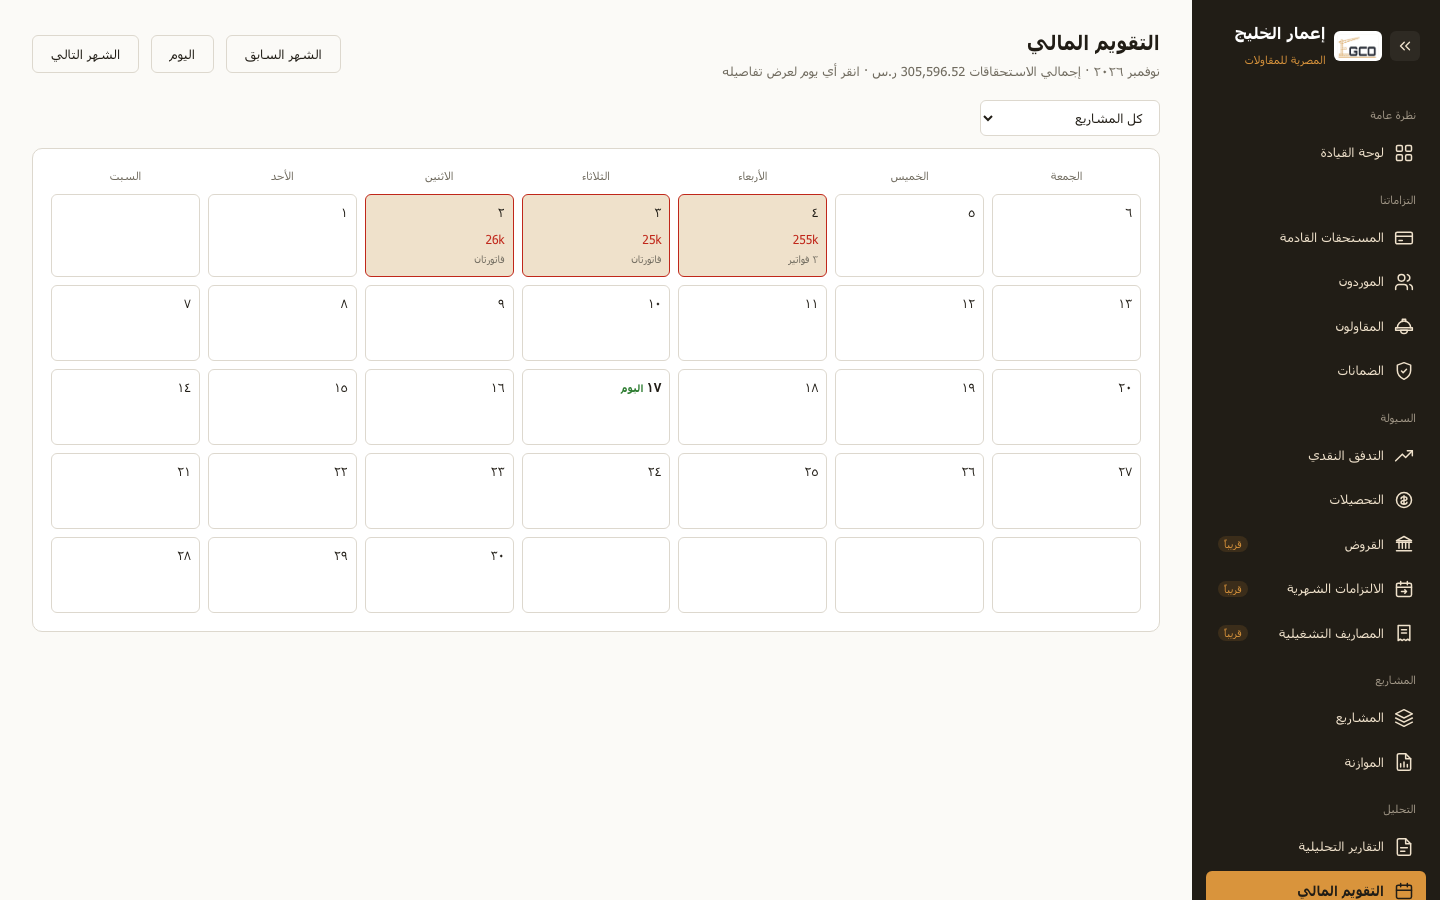 إعمار الخليج
المصرية للمقاولات
GCO
نظرة عامة
لوحة القيادة
التزاماتنا
المستحقات القادمة
الموردون
المقاولون
الضمانات
السيولة
التدفق النقدي
التحصيلات
القروض قريباً
الالتزامات الشهرية قريباً
المصاريف التشغيلية قريباً
المشاريع
المشاريع
الموازنة
التحليل
التقارير التحليلية
التقويم المالي
التقويم المالي
نوفمبر ٢٠٢٦ · إجمالي الاستحقاقات 305,596.52 ر.س · انقر أي يوم لعرض تفاصيله
الشهر السابق اليوم الشهر التالي
كل المشاريع
الجمعة الخميس الأربعاء الثلاثاء الاثنين الأحد السبت
٦ ٥ ٤ ٣ ٢ ١
255k 25k 26k
٣ فواتير فاتورتان فاتورتان
١٣ ١٢ ١١ ١٠ ٩ ٨ ٧
٢٠ ١٩ ١٨ ١٧ اليوم ١٦ ١٥ ١٤
٢٧ ٢٦ ٢٥ ٢٤ ٢٣ ٢٢ ٢١
٣٠ ٢٩ ٢٨